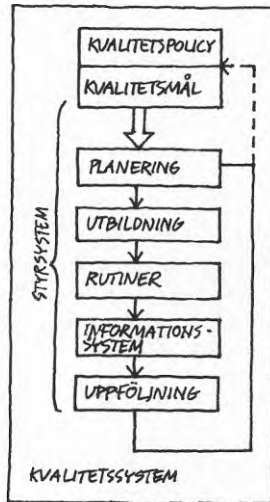 KVALITETSPOLICY
KVALITETSMÅL
STYRSYSTEM
PLANERING
UTBILDNING
RUTINER
INFORMATIONS-
SYSTEM
UPPFÖLJNING
KVALITETSSYSTEM